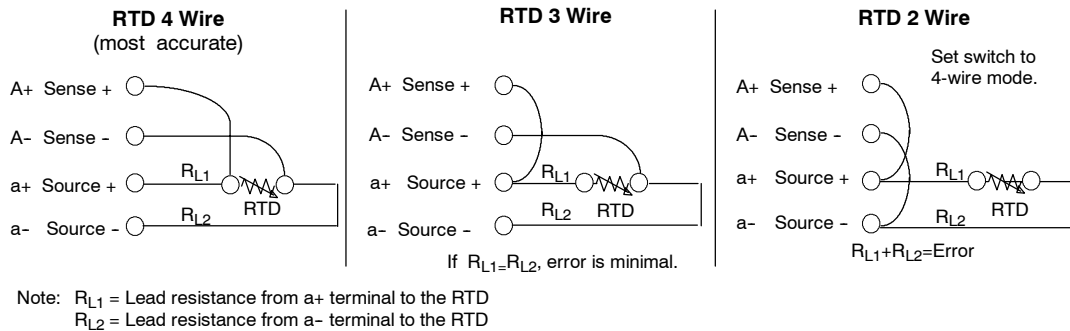 RTD 4 Wire
(most accurate)
A+ Sense +
A- Sense -
a+ Source +
a- Source -
RL1
RTD
RL2
RTD 3 Wire
A+ Sense +
A- Sense -
a+ Source +
a- Source -
RL1
RTD
RL2
If RL1=RL2, error is minimal.
RTD 2 Wire
Set switch to
4-wire mode.
A+ Sense +
A- Sense -
a+ Source +
a- Source -
RL1
RTD
RL2
RL1+RL2=Error
Note: RL1 = Lead resistance from a+ terminal to the RTD
RL2 = Lead resistance from a- terminal to the RTD